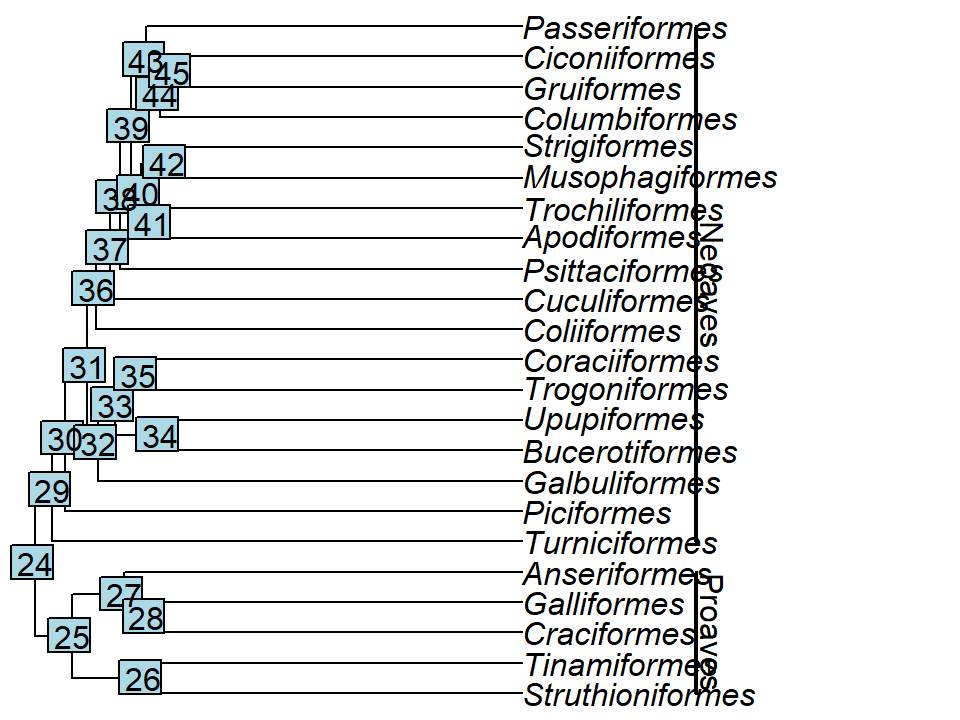 Passeriformes
43
Ciconiiformes
45
Gruiformes
44
Columbiformes
39
Strigiformes
42
Musophagiformes
38
40
Trochiliformes
41
Apodiformes
37
Psittaciformes
36
Cuculiformes
Coliiformes
Neoaves
31
Coraciiformes
35
Trogoniformes
33
Upupiformes
34
30
32
Bucerotiformes
29
Galbuliformes
Piciformes
Turniciformes
24
Anseriformes
27
Galliformes
28
Craciformes
25
Proaves
Tinamiformes
26
Struthioniformes